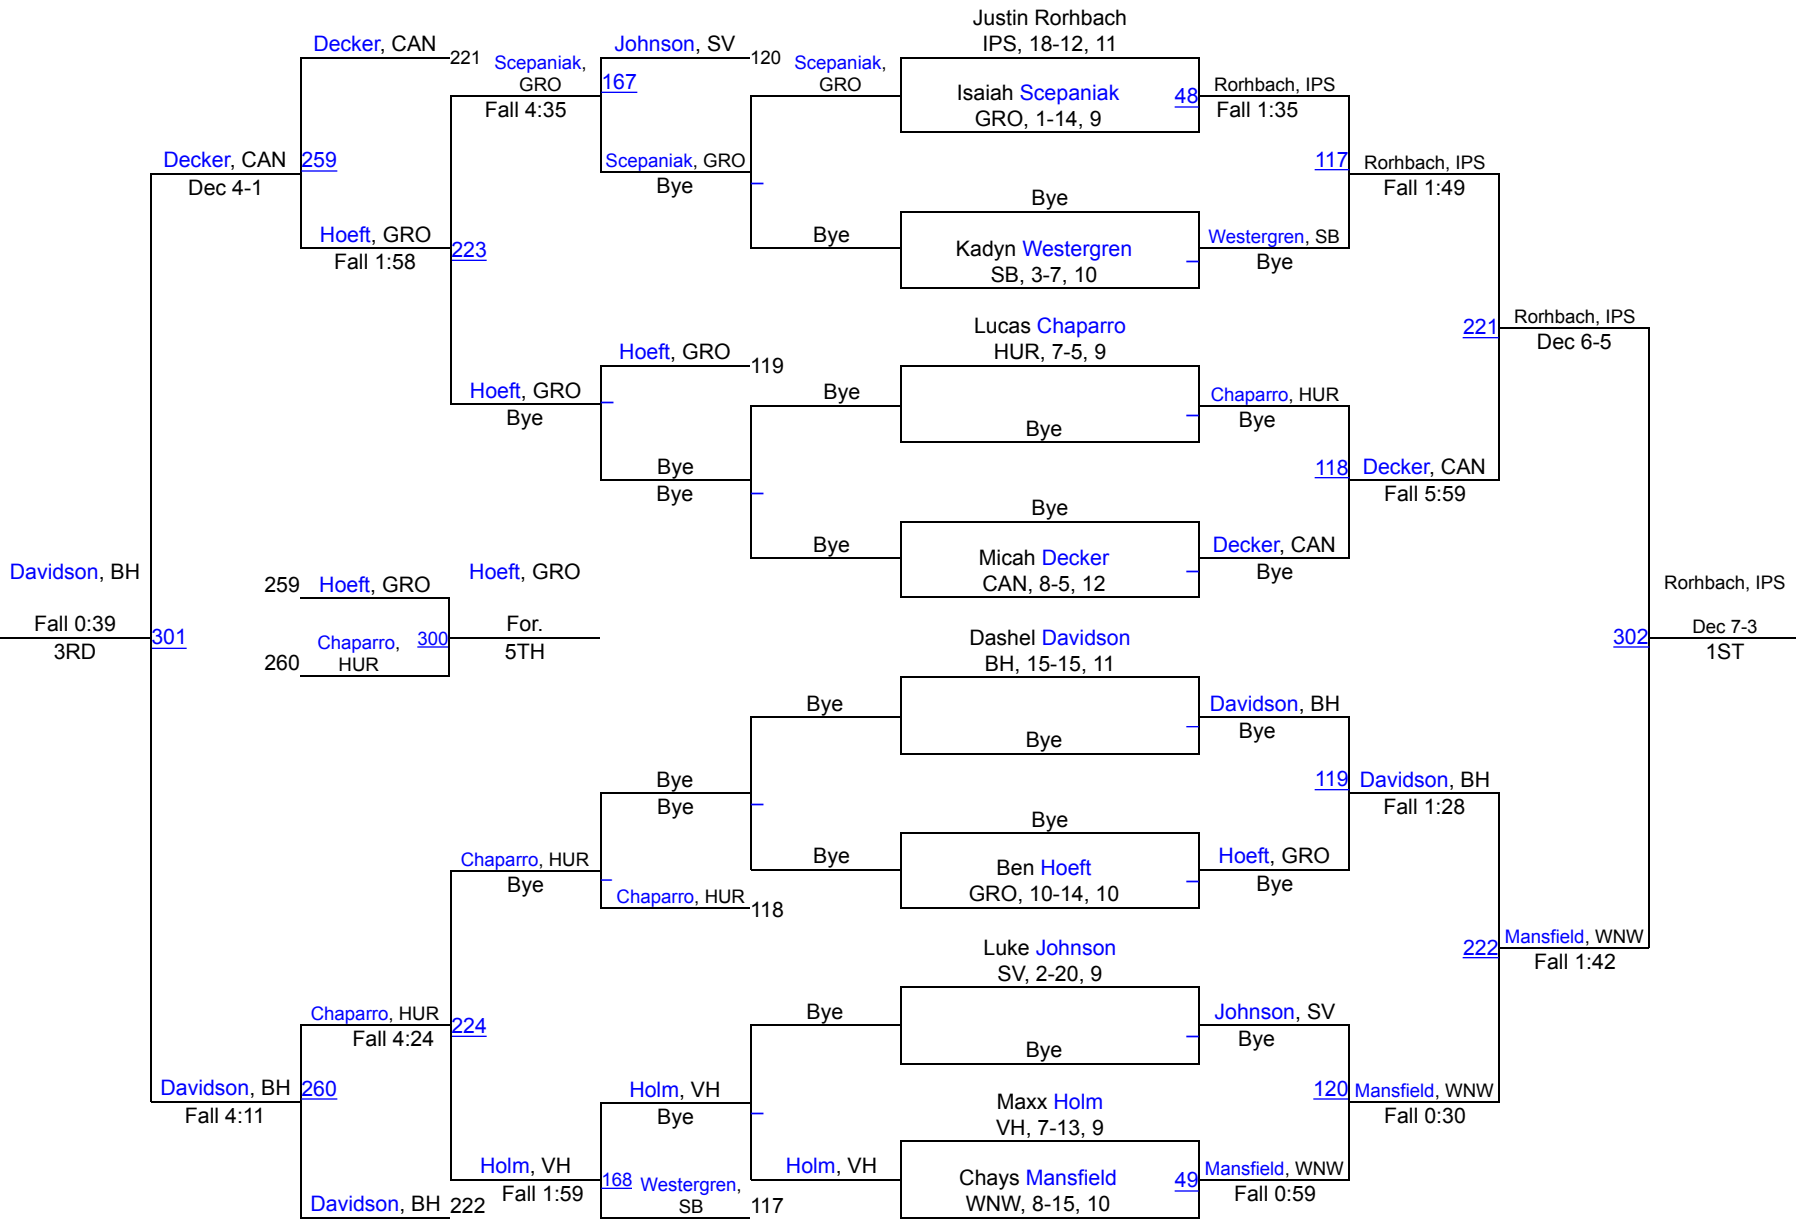 Justin Rorhbach
IPS, 18-12, 11
Decker, CAN
221
Johnson, SV
120
Scepaniak,
GRO
Fall 4:35
167
Scepaniak,
GRO
Isaiah Scepaniak
GRO, 1-14, 9
48
Rorhbach, IPS
Fall 1:35
Decker, CAN
Dec 4-1
259
Scepaniak, GRO
Bye
117
Rorhbach, IPS
Fall 1:49
Hoeft, GRO
Fall 1:58
223
Bye
Bye
Kadyn Westergren
SB, 3-7, 10
Westergren, SB
Bye
Lucas Chaparro
HUR, 7-5, 9
221
Rorhbach, IPS
Dec 6-5
Hoeft, GRO
119
Hoeft, GRO
Bye
Bye
Bye
Chaparro, HUR
Bye
Bye
Bye
118
Decker, CAN
Fall 5:59
Bye
Bye
Micah Decker
CAN, 8-5, 12
Decker, CAN
Bye
Davidson, BH
Fall 0:39
3RD
301
259
Hoeft, GRO
Chaparro,
HUR
260
300
Hoeft, GRO
For.
5TH
302
Rorhbach, IPS
Dec 7-3
1ST
Dashel Davidson
BH, 15-15, 11
Bye
Bye
Davidson, BH
Bye
Bye
Bye
119
Davidson, BH
Fall 1:28
Bye
Bye
Ben Hoeft
GRO, 10-14, 10
Hoeft, GRO
Bye
Chaparro, HUR
Bye
Chaparro, HUR
118
Luke Johnson
SV, 2-20, 9
222
Mansfield, WNW
Fall 1:42
Chaparro, HUR
Fall 4:24
224
Bye
Bye
Johnson, SV
Bye
Davidson, BH
Fall 4:11
260
Holm, VH
Bye
Maxx Holm
VH, 7-13, 9
120
Mansfield, WNW
Fall 0:30
Holm, VH
Fall 1:59
168
Westergren,
SB
117
Holm, VH
Chays Mansfield
WNW, 8-15, 10
49
Mansfield, WNW
Fall 0:59
Davidson, BH
222